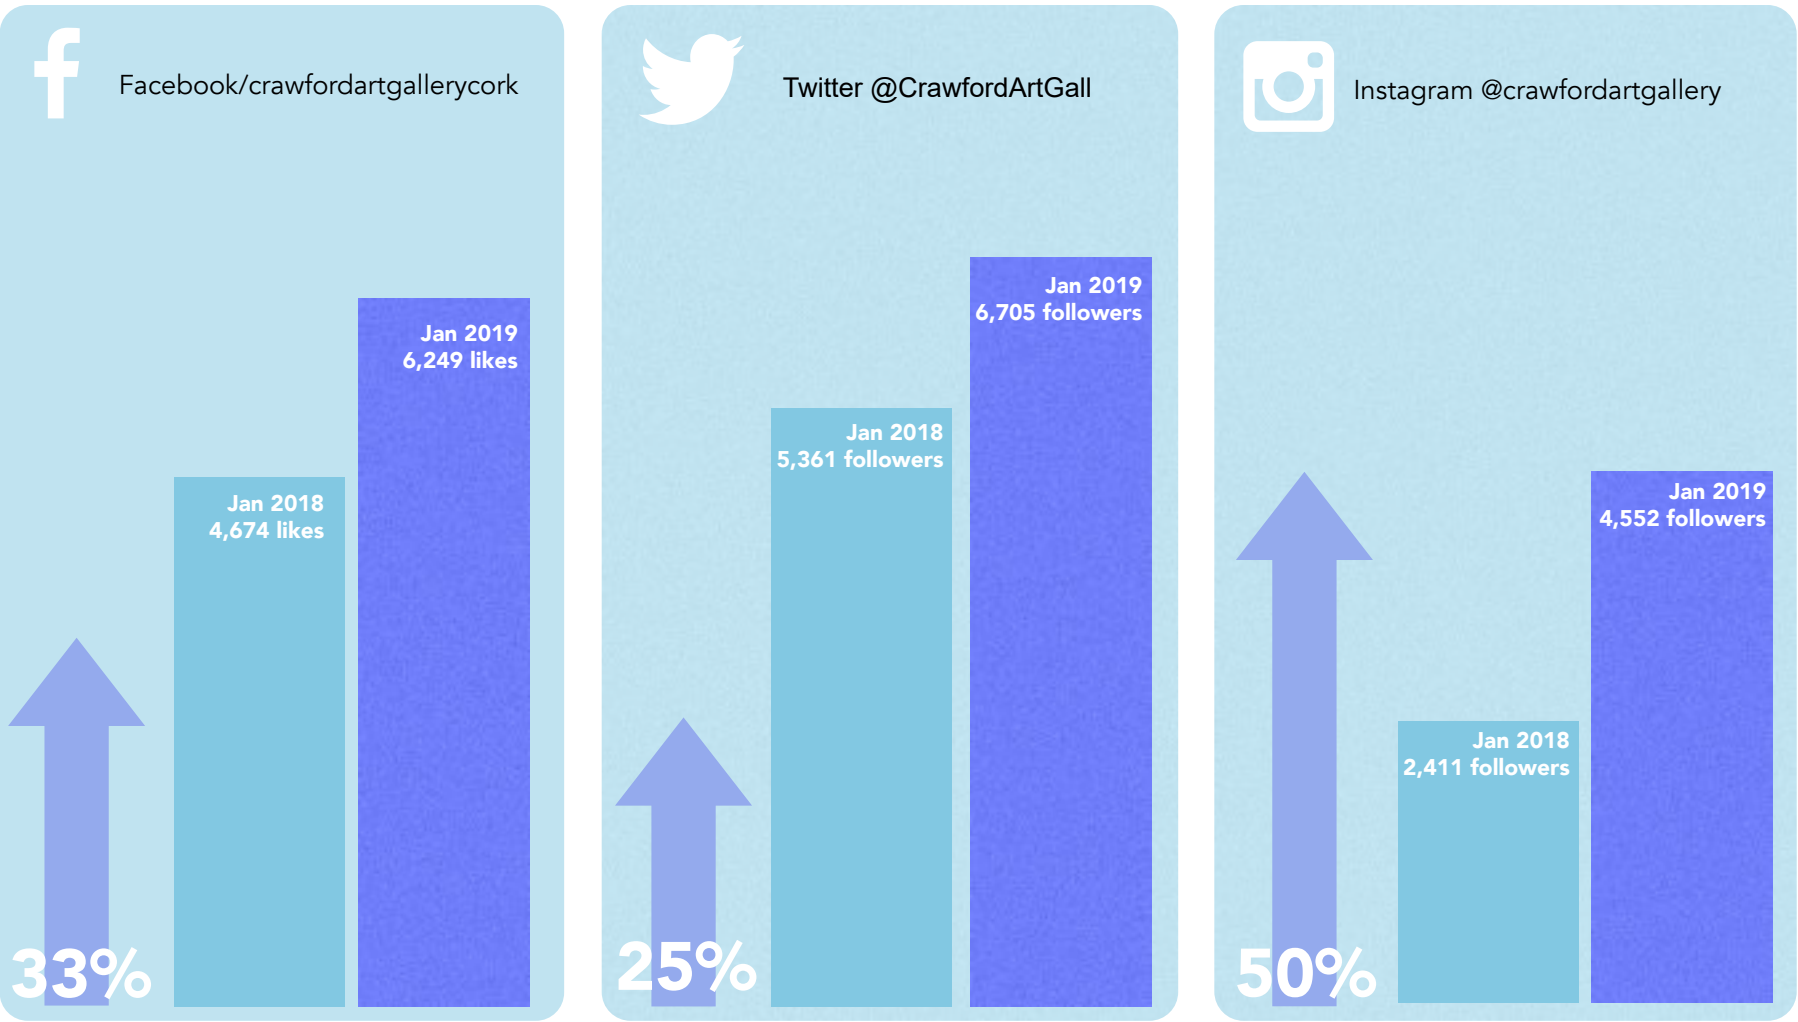 Facebook/crawfordartgallerycork
Jan 2019
6,249 likes
Jan 2018
4,674 likes
33%
Twitter @CrawfordArtGall
Jan 2019
6,705 followers
Jan 2018
5,361 followers
25%
Instagram @crawfordartgallery
Jan 2019
4,552 followers
Jan 2018
2,411 followers
50%